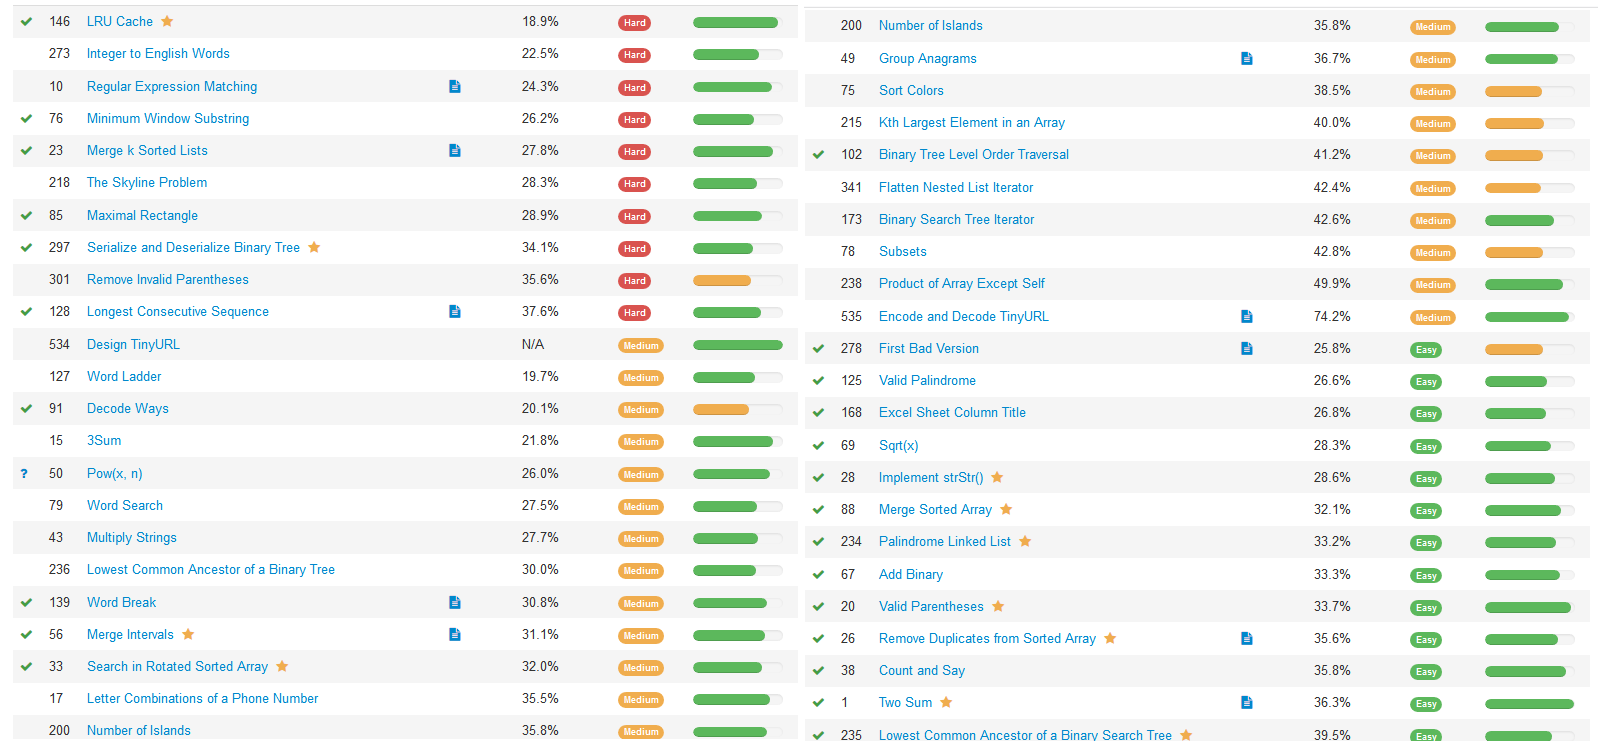 146 LRU Cache 18.9% Hard
273 Integer to English Words 22.5% Hard
10 Regular Expression Matching 24.3% Hard
76 Minimum Window Substring 26.2% Hard
23 Merge k Sorted Lists 27.8% Hard
218 The Skyline Problem 28.3% Hard
85 Maximal Rectangle 28.9% Hard
297 Serialize and Deserialize Binary Tree 34.1% Hard
301 Remove Invalid Parentheses 35.6% Hard
128 Longest Consecutive Sequence 37.6% Hard
534 Design TinyURL N/A Medium
127 Word Ladder 19.7% Medium
91 Decode Ways 20.1% Medium
15 3Sum 21.8% Medium
? 50 Pow(x, n) 26.0% Medium
79 Word Search 27.5% Medium
43 Multiply Strings 27.7% Medium
236 Lowest Common Ancestor of a Binary Tree 30.0% Medium
139 Word Break 30.8% Medium
56 Merge Intervals 31.1% Medium
33 Search in Rotated Sorted Array 32.0% Medium
17 Letter Combinations of a Phone Number 35.5% Medium
200 Number of Islands 35.8% Medium
200 Number of Islands 35.8% Medium
49 Group Anagrams 36.7% Medium
75 Sort Colors 38.5% Medium
215 Kth Largest Element in an Array 40.0% Medium
102 Binary Tree Level Order Traversal 41.2% Medium
341 Flatten Nested List Iterator 42.4% Medium
173 Binary Search Tree Iterator 42.6% Medium
78 Subsets 42.8% Medium
238 Product of Array Except Self 49.9% Medium
535 Encode and Decode TinyURL 74.2% Medium
278 First Bad Version 25.8% Easy
125 Valid Palindrome 26.6% Easy
168 Excel Sheet Column Title 26.8% Easy
69 Sqrt(x) 28.3% Easy
28 Implement strStr() 28.6% Easy
88 Merge Sorted Array 32.1% Easy
234 Palindrome Linked List 33.2% Easy
67 Add Binary 33.3% Easy
20 Valid Parentheses 33.7% Easy
26 Remove Duplicates from Sorted Array 35.6% Easy
38 Count and Say 35.8% Easy
1 Two Sum 36.3% Easy
235 Lowest Common Ancestor of a Binary Search Tree 39.5% Easy